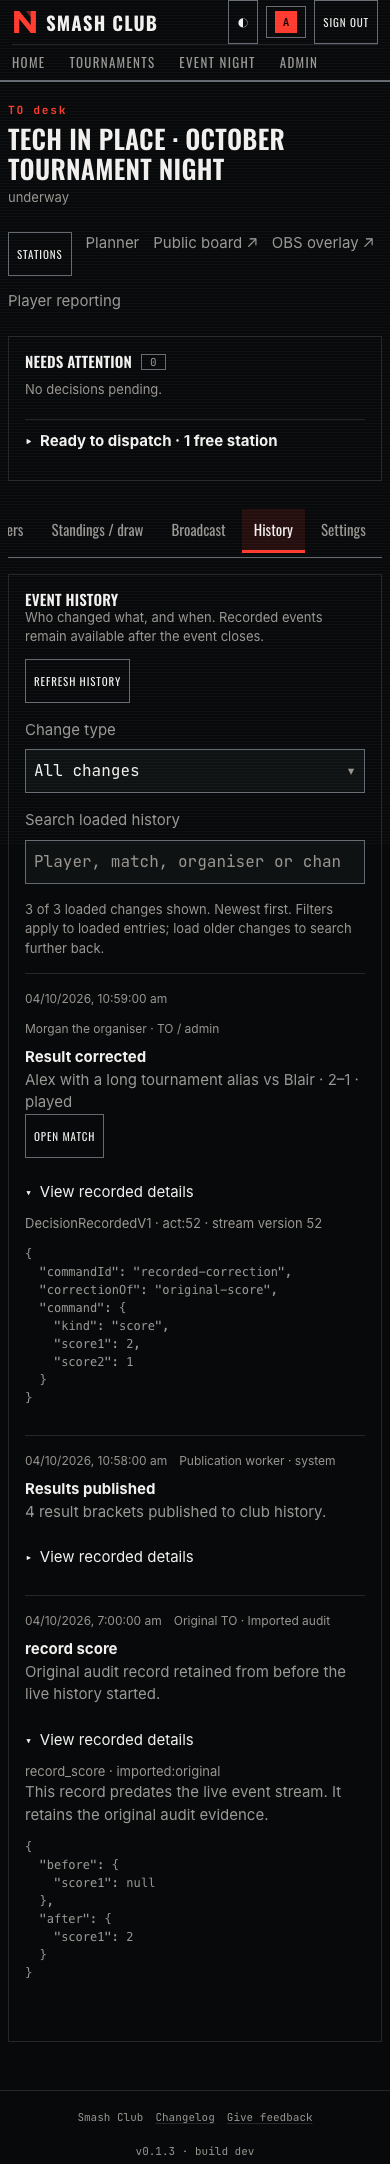 N SMASH CLUB
A
SIGN OUT
HOME TOURNAMENTS EVENT NIGHT ADMIN
TO desk
TECH IN PLACE · OCTOBER
TOURNAMENT NIGHT
underway
STATIONS Planner Public board ↗ OBS overlay ↗
Player reporting
NEEDS ATTENTION 0
No decisions pending.
▸ Ready to dispatch · 1 free station
ers Standings / draw Broadcast History Settings
EVENT HISTORY
Who changed what, and when. Recorded events
remain available after the event closes.
REFRESH HISTORY
Change type
All changes ▾
Search loaded history
Player, match, organiser or chan
3 of 3 loaded changes shown. Newest first. Filters
apply to loaded entries; load older changes to search
further back.
04/10/2026, 10:59:00 am
Morgan the organiser · TO / admin
Result corrected
Alex with a long tournament alias vs Blair · 2–1 ·
played
OPEN MATCH
▾ View recorded details
DecisionRecordedV1 · act:52 · stream version 52
{
"commandId": "recorded-correction",
"correctionOf": "original-score",
"command": {
"kind": "score",
"score1": 2,
"score2": 1
}
}
04/10/2026, 10:58:00 am Publication worker · system
Results published
4 result brackets published to club history.
▸ View recorded details
04/10/2026, 7:00:00 am Original TO · Imported audit
record score
Original audit record retained from before the
live history started.
▾ View recorded details
record_score · imported:original
This record predates the live event stream. It
retains the original audit evidence.
{
"before": {
"score1": null
},
"after": {
"score1": 2
}
}
Smash Club Changelog Give feedback
v0.1.3 · build dev